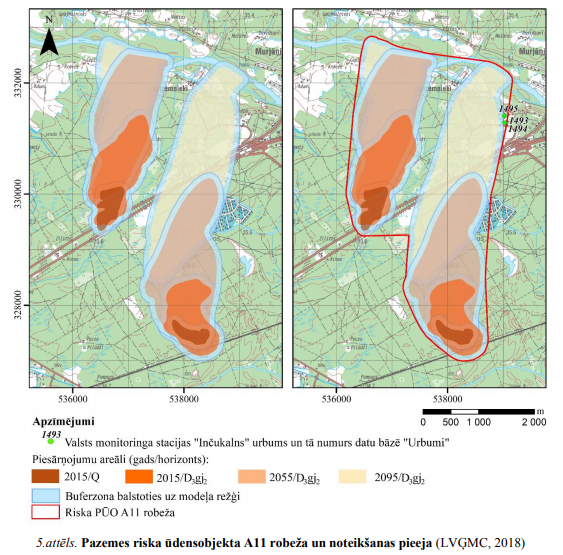 N
Murjāņi
332000
330000
328000
1495
1493
1494
536000
538000
536000
538000
0
500
1 000
2 000
m
Apzīmējumi
1493
Valsts monitoringa stacijas "Inčukalns" urbums un tā numurs datu bāzē "Urbumi"
Piesārņojumu areāli (gads/horizonts):
2015/Q
2015/D₃gj₂
2055/D₃gj₂
2095/D₃gj₂
Buferzona balstoties uz modeļa režģi
Riska PŪO A11 robeža
5.attēls. Pazemes riska ūdensobjekta A11 robeža un noteikšanas pieeja (LVĢMC, 2018)